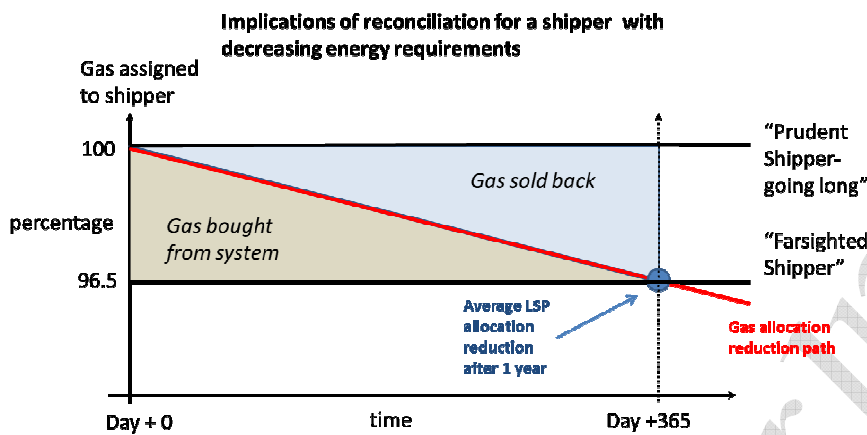 Implications of reconciliation for a shipper with
decreasing energy requirements
Gas assigned
to shipper
100
percentage
96.5
Gas sold back
Gas bought
from system
"Prudent
Shipper-
going long"
"Farsighted
Shipper"
Average LSP
allocation
reduction
after 1 year
Gas allocation
reduction path
Day + 0
time
Day +365